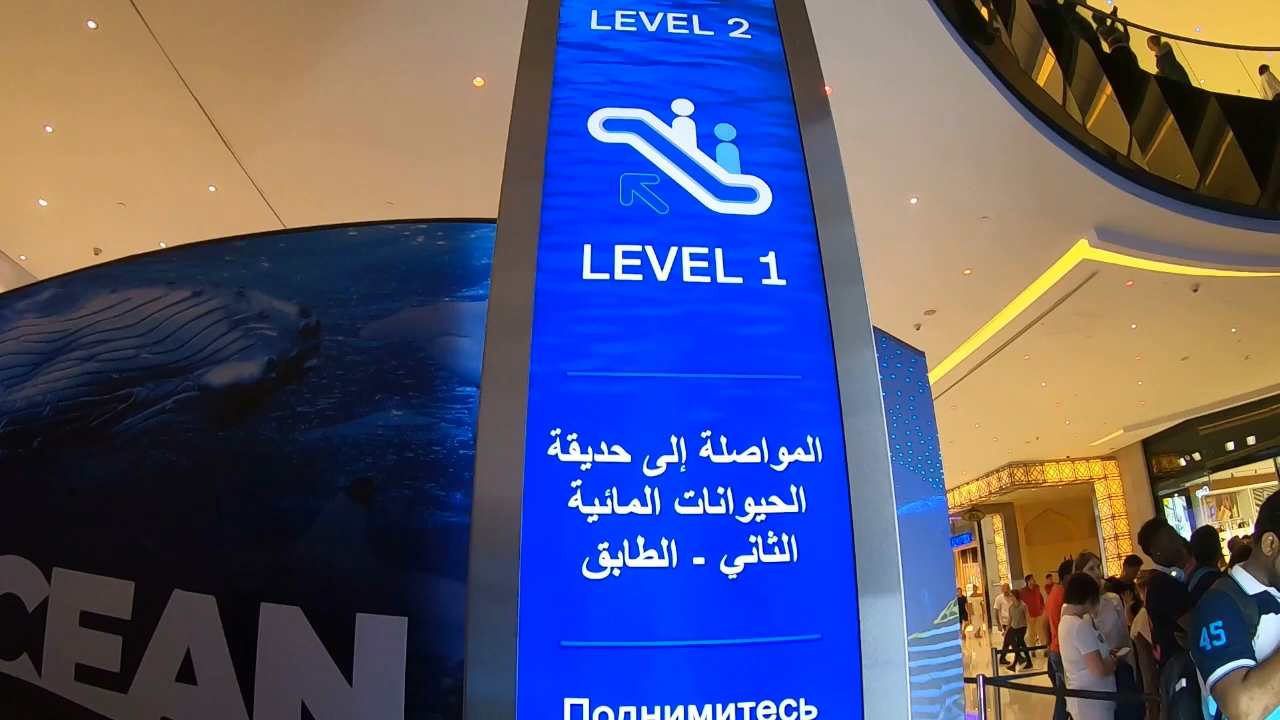 LEVEL 2
LEVEL 1
المواصلة إلى حديقة
الحيوانات المائية
الثاني - الطابق
Поднимитесь
CEAN
45